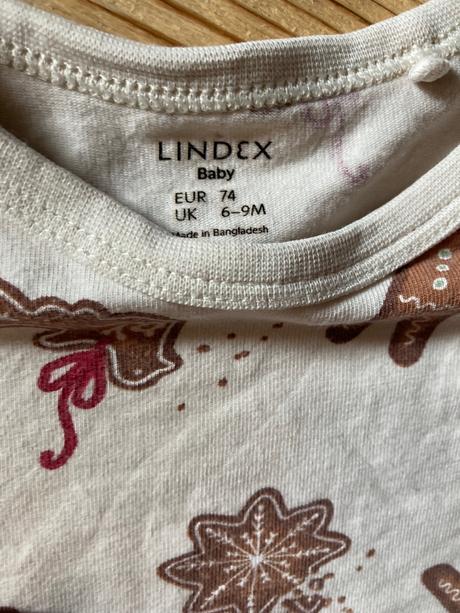 LINDEX
Baby
EUR 74
UK 6–9M
Made in Bangladesh